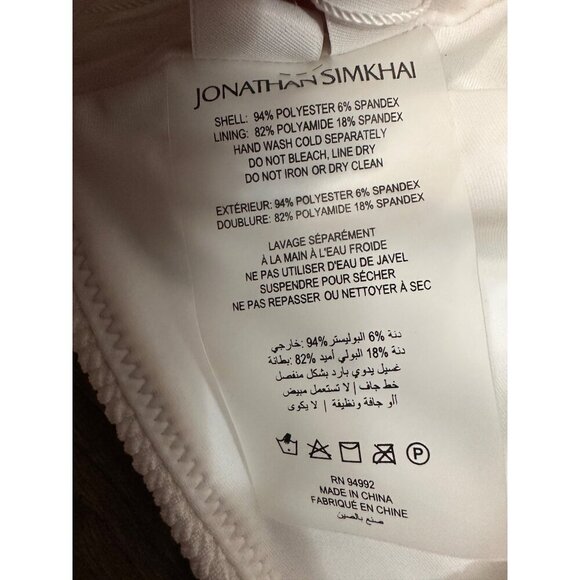 JONATHAN SIMKHAI
SHELL: 94% POLYESTER 6% SPANDEX
LINING: 82% POLYAMIDE 18% SPANDEX
HAND WASH COLD SEPARATELY
DO NOT BLEACH, LINE DRY
DO NOT IRON OR DRY CLEAN
EXTÉRIEUR: 94% POLYESTER 6% SPANDEX
DOUBLURE: 82% POLYAMIDE 18% SPANDEX
LAVAGE SÉPARÉMENT
À LA MAIN À L'EAU FROIDE
NE PAS UTILISER D'EAU DE JAVEL
SUSPENDRE POUR SÉCHER
NE PAS REPASSER OU NETTOYER À SEC
دنة %6 البوليستر %94 :خارجي
دنة %18 البولي أميد %82 :بطانة
غسيل يدوي بارد بشكل منفصل
خط جاف | لا تستعمل مبيض
ألو جافة ونظيفة | لا يكوى
P
RN 94992
MADE IN CHINA
FABRIQUÉ EN CHINE
صنع بالصين